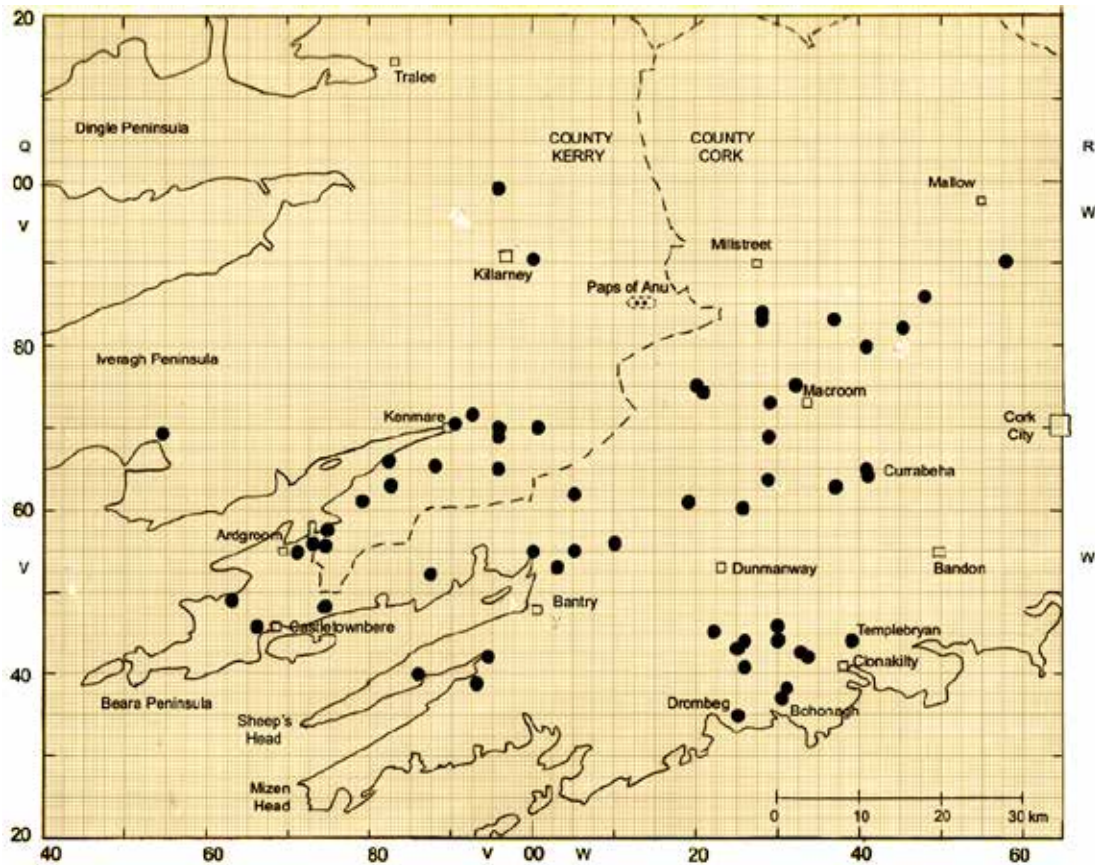 20
Tralee
Dingle Peninsula
COUNTY
KERRY
COUNTY
CORK
Q
R
00
Mallow
V
W
Millstreet
Killarney
Paps of Anu
80
Iveragh Peninsula
Macroom
Kenmare
Cork
City
Currabeha
60
Ardgroom
V
W
Dunmanway
Bandon
Bantry
Castletownbere
Templebryan
Clonakilty
40
Beara Peninsula
Drombeg
Bohonagh
Sheep's
Head
Mizen
Head
0 10 20 30 km
20
40 60 80 V 00 W 20 40 60